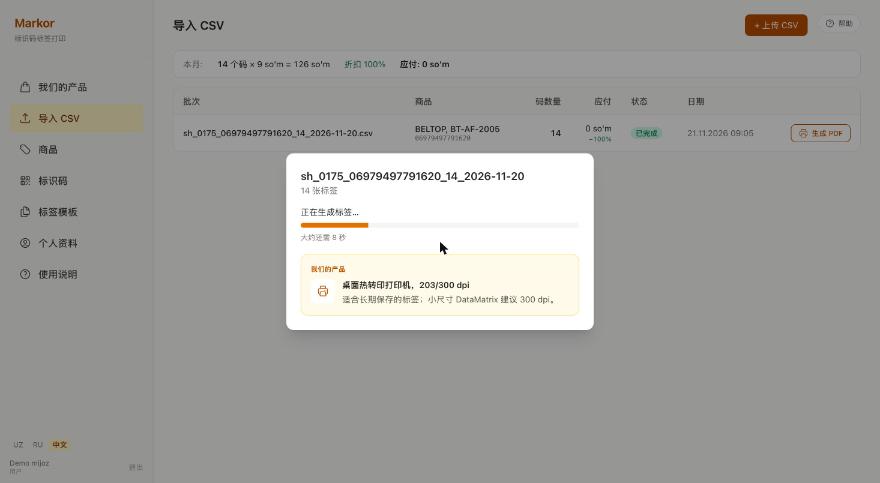 Markor
标识码标签打印
我们的产品
导入 CSV
商品
标识码
标签模板
个人资料
使用说明
UZ RU 中文
Demo mijoz
用户
退出
导入 CSV
+ 上传 CSV
帮助
本月: 14 个码 × 9 so'm = 126 so'm 折扣 100% 应付: 0 so'm
批次 商品 码数量 应付 状态 日期
sh_0175_06979497791620_14_2026-11-20.csv BELTOP, BT-AF-2005 14 0 so'm 已完成 21.11.2026 09:05 生成 PDF
06979497791620 −100%
sh_0175_06979497791620_14_2026-11-20
14 张标签
正在生成标签...
大约还需 8 秒
我们的产品
桌面热转印打印机，203/300 dpi
适合长期保存的标签；小尺寸 DataMatrix 建议 300 dpi。